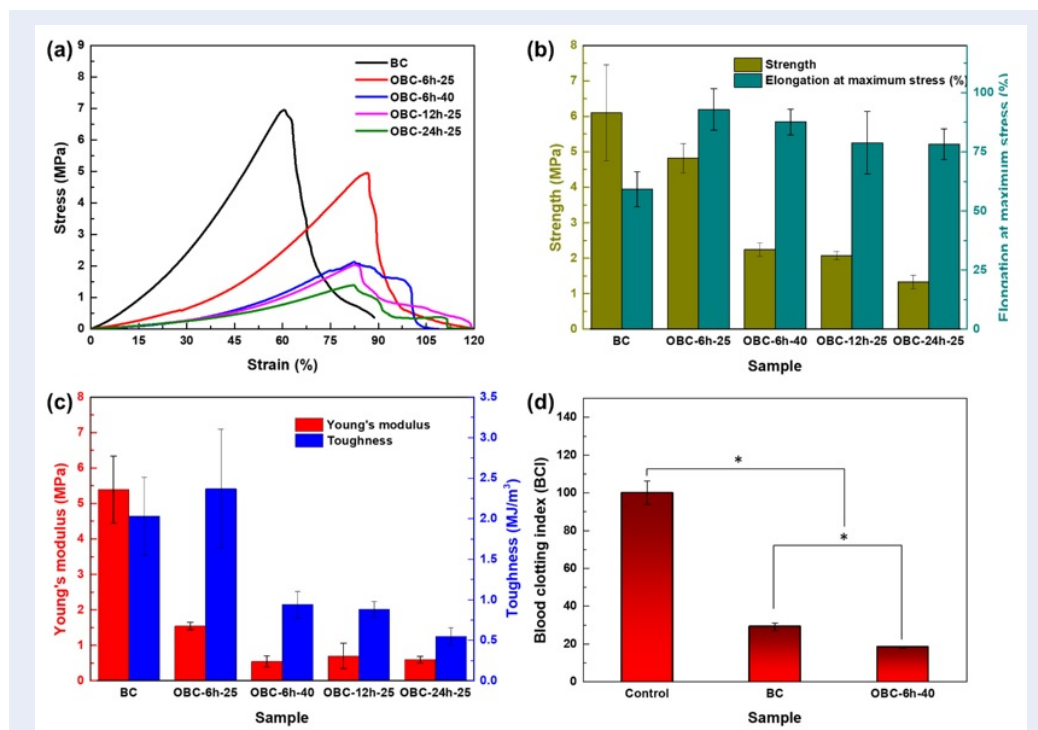 (a)
9
8
7
6
5
4
3
2
1
0
Stress (MPa)
BC
OBC-6h-25
OBC-6h-40
OBC-12h-25
OBC-24h-25
0 15 30 45 60 75 90 105 120
Strain (%)
(b)
8
7
6
5
4
3
2
1
0
Strength (MPa)
Strength
Elongation at maximum stress (%)
100
75
50
25
0
Elongation at maximum stress (%)
BC OBC-6h-25 OBC-6h-40 OBC-12h-25 OBC-24h-25
Sample
(c)
8
7
6
5
4
3
2
1
0
Young's modulus (MPa)
Young's modulus
Toughness
3.5
3.0
2.5
2.0
1.5
1.0
0.5
0.0
Toughness (MJ/m³)
BC OBC-6h-25 OBC-6h-40 OBC-12h-25 OBC-24h-25
Sample
(d)
140
120
100
80
60
40
20
0
Blood clotting index (BCI)
*
*
Control BC OBC-6h-40
Sample